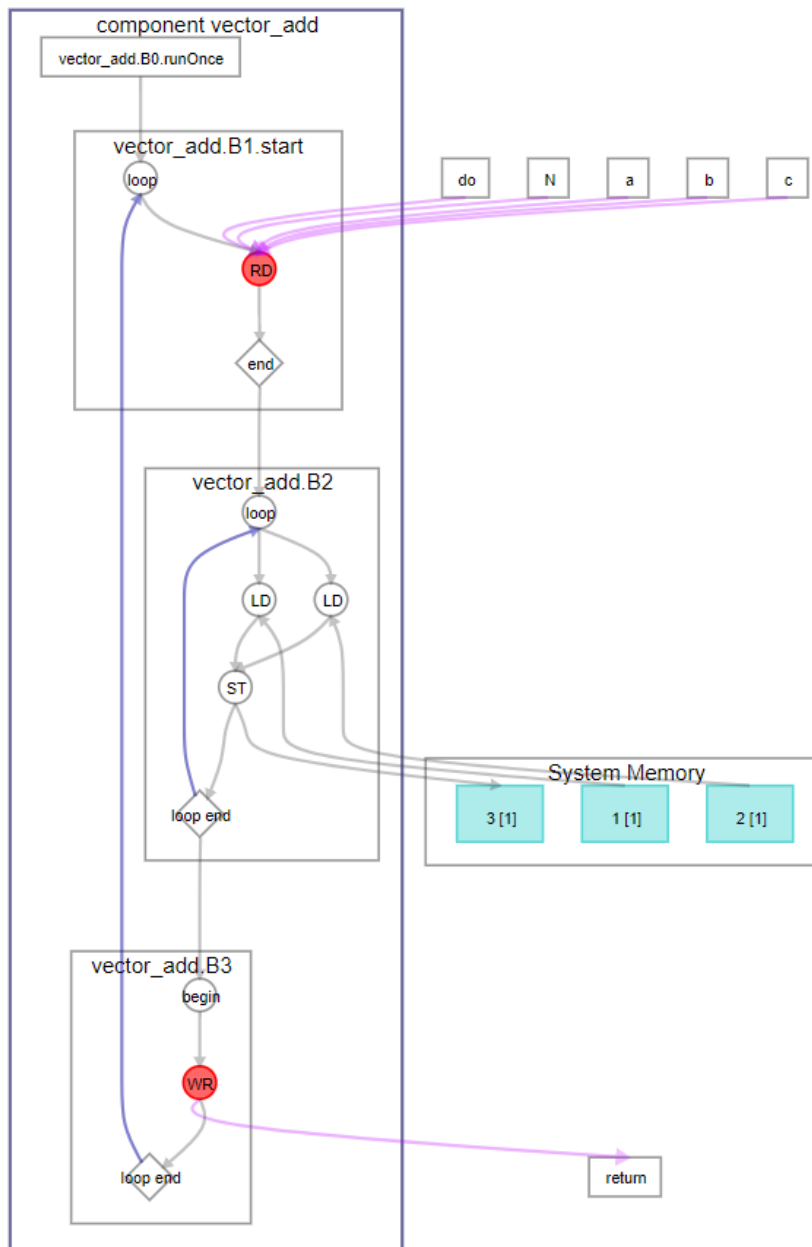 component vector_add
vector_add.B0.runOnce
vector_add.B1.start
loop
do
N
a
b
c
RD
end
vector_add.B2
loop
LD
LD
ST
loop end
System Memory
3 [1]
1 [1]
2 [1]
vector_add.B3
begin
WR
loop end
return